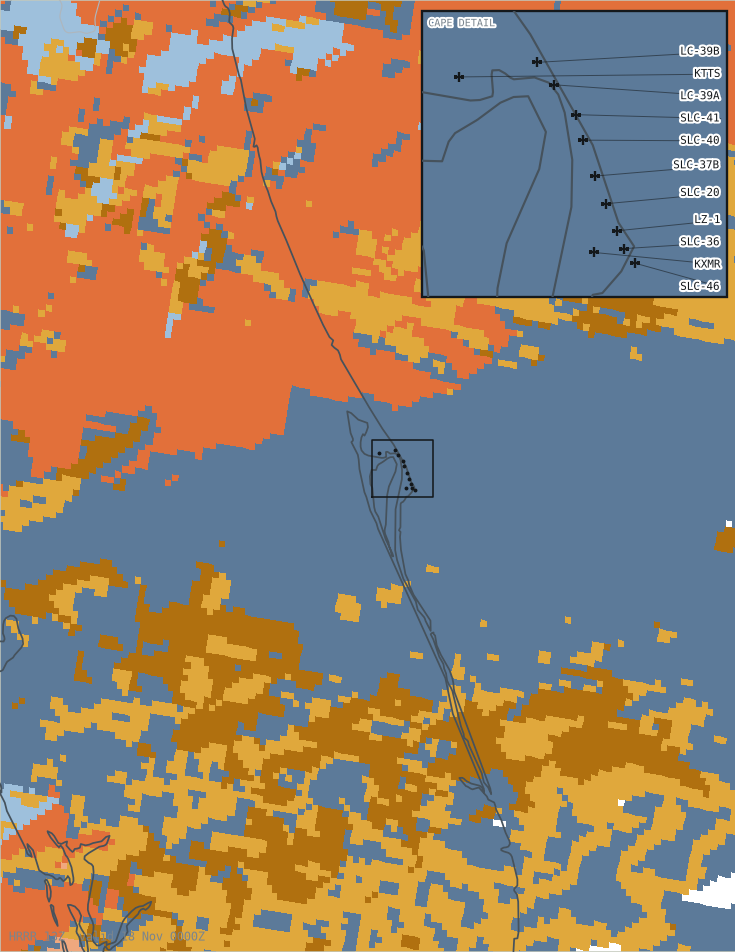 CAPE DETAIL
LC-39B
KTTS
LC-39A
SLC-41
SLC-40
SLC-37B
SLC-20
LZ-1
SLC-36
KXMR
SLC-46